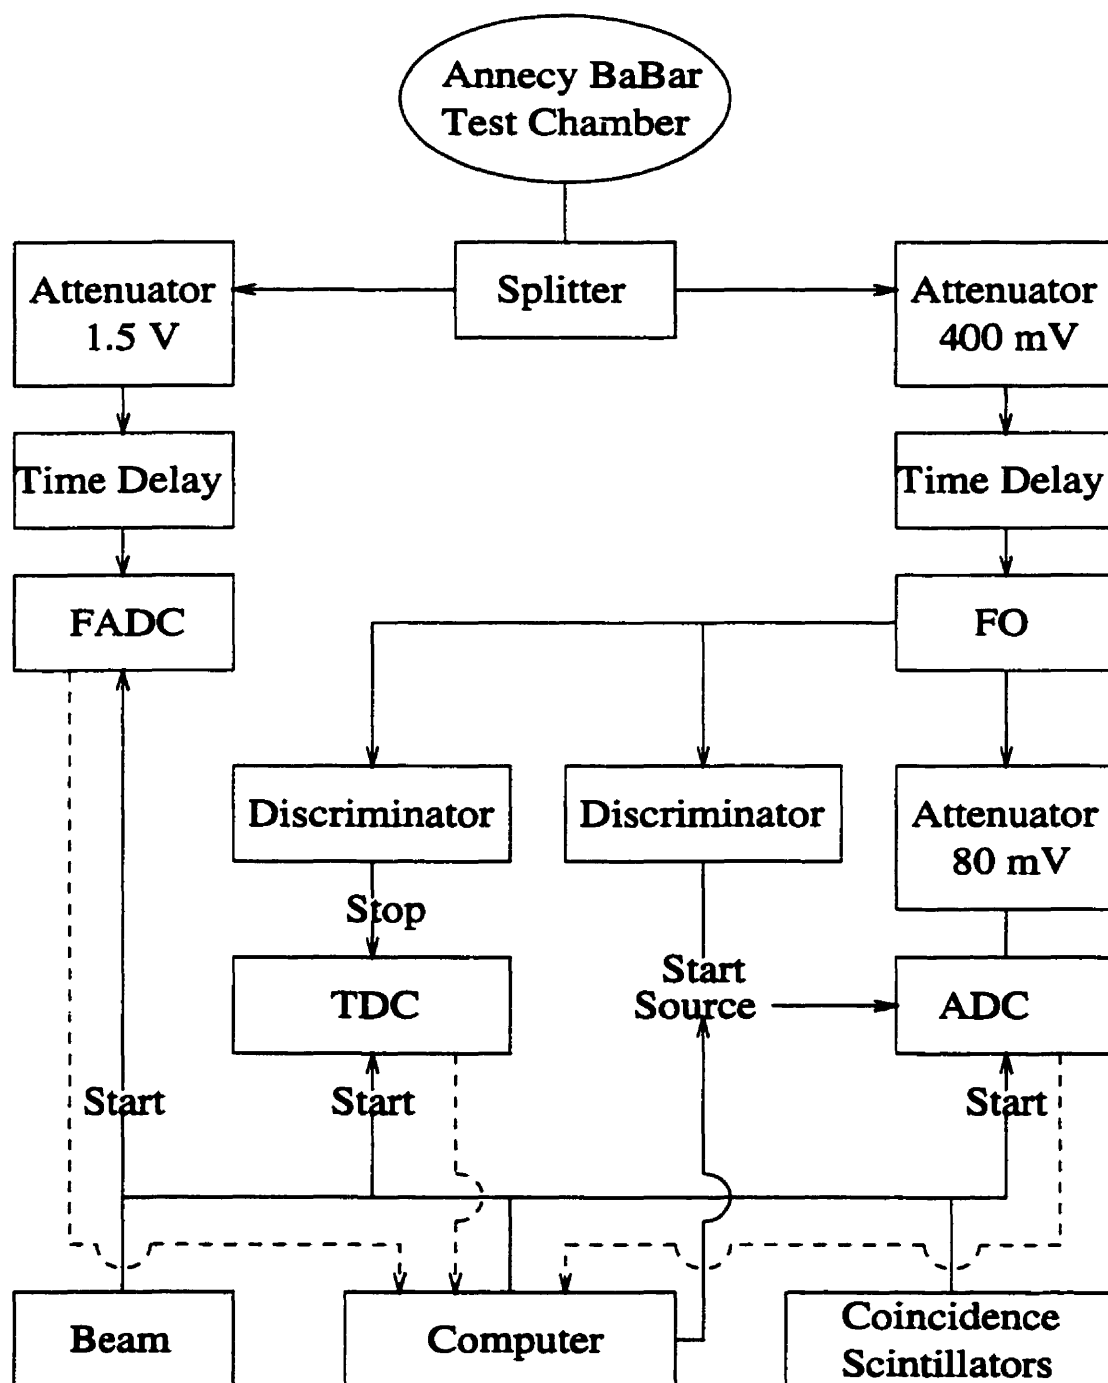 Annecy BaBar
Test Chamber
Attenuator
1.5 V
Splitter
Attenuator
400 mV
Time Delay
Time Delay
FADC
FO
Discriminator
Discriminator
Attenuator
80 mV
Stop
TDC
Start
Source
ADC
Start
Start
Start
Beam
Computer
Coincidence
Scintillators